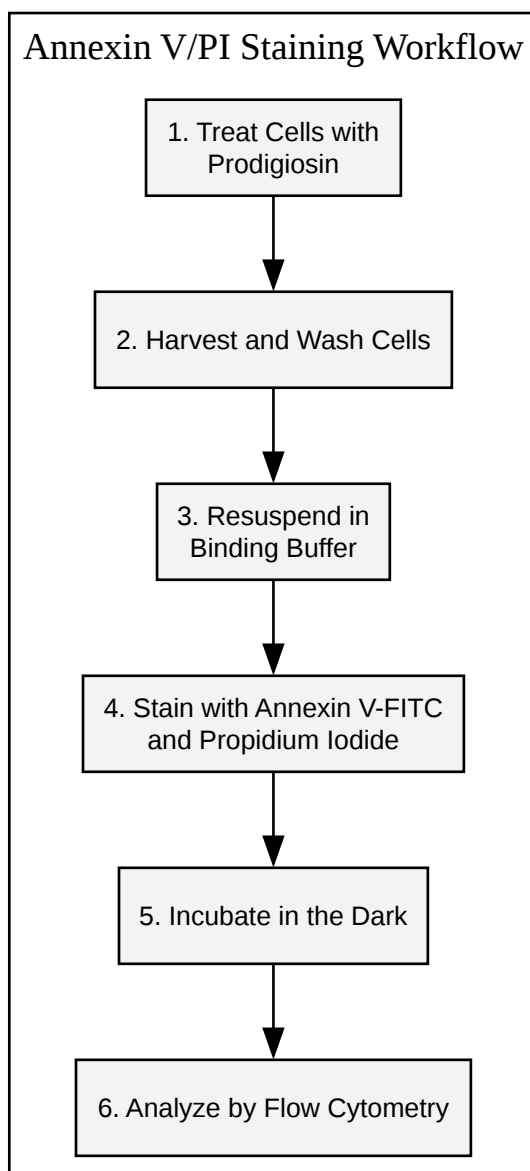 Annexin V/PI Staining Workflow
1. Treat Cells with
Prodigiosin
2. Harvest and Wash Cells
3. Resuspend in
Binding Buffer
4. Stain with Annexin V-FITC
and Propidium Iodide
5. Incubate in the Dark
6. Analyze by Flow Cytometry